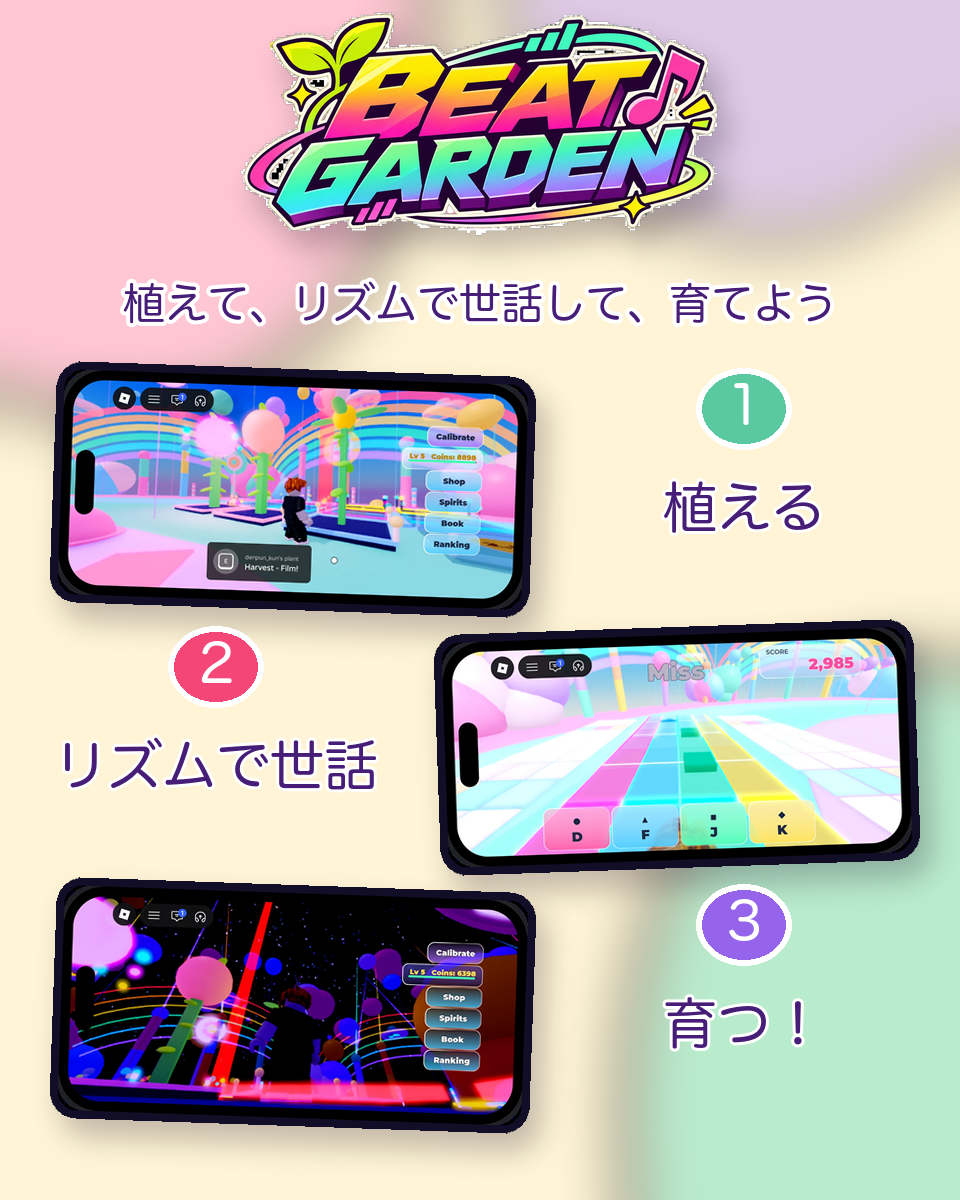 BEAT
GARDEN
植えて、リズムで世話して、育てよう
1
植える
Calibrate
Lv 5 Coins: 8898
Shop
Spirits
Book
Ranking
E
denpun_kun's plant
Harvest - Film!
2
リズムで世話
Miss
SCORE
2,985
D
F
J
K
3
育つ！
Calibrate
Lv 5 Coins: 6398
Shop
Spirits
Book
Ranking